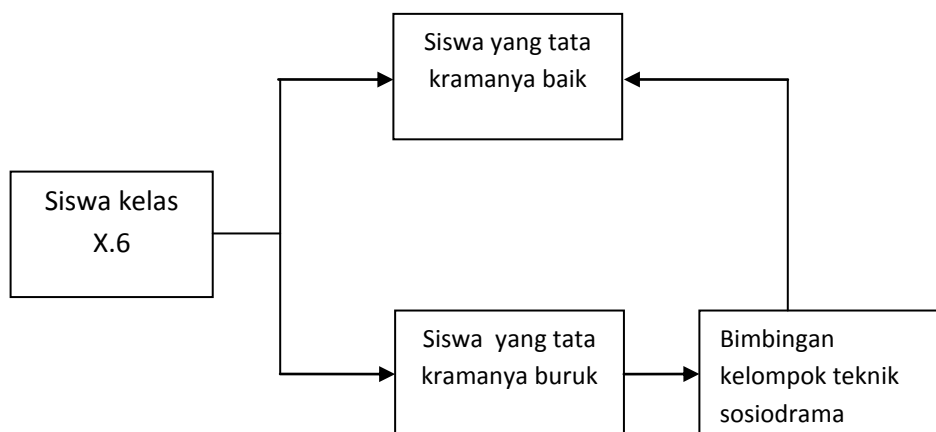 Siswa yang tata
kramanya baik
Siswa kelas
X.6
Siswa  yang tata
kramanya buruk
Bimbingan
kelompok teknik
sosiodrama